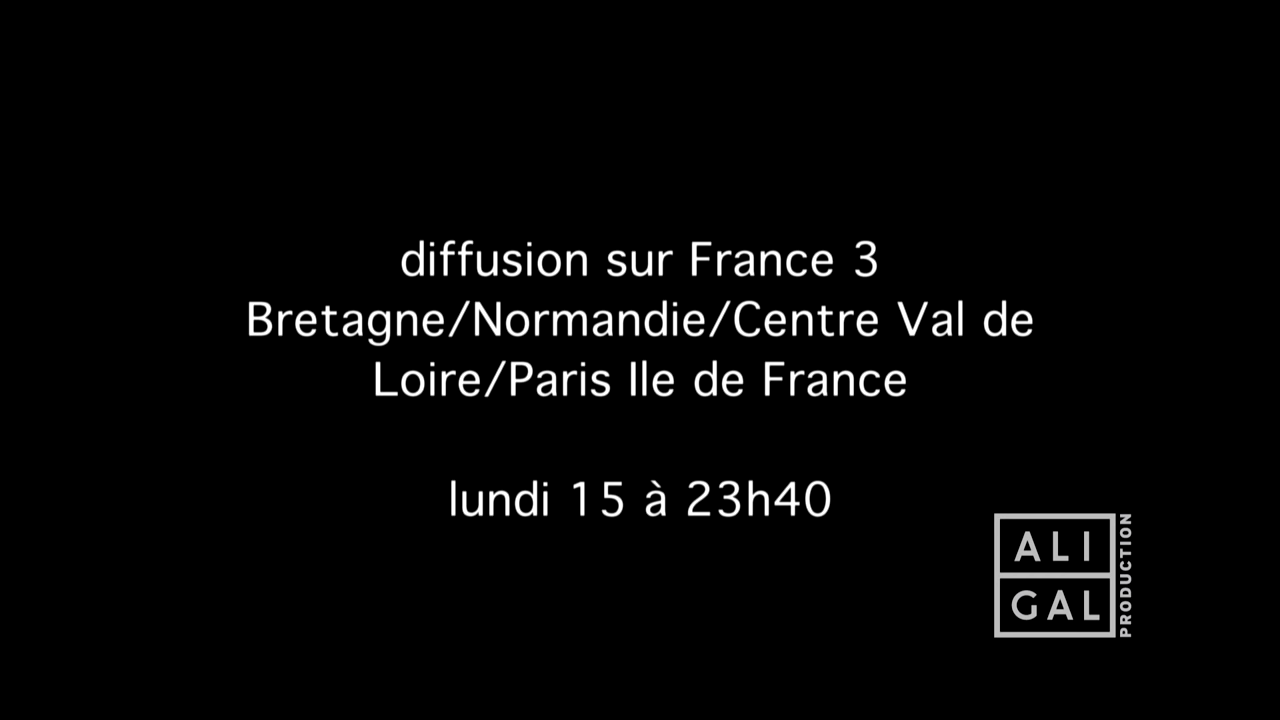 diffusion sur France 3
Bretagne/Normandie/Centre Val de
Loire/Paris Ile de France
lundi 15 à 23h40
ALI
GAL
PRODUCTION